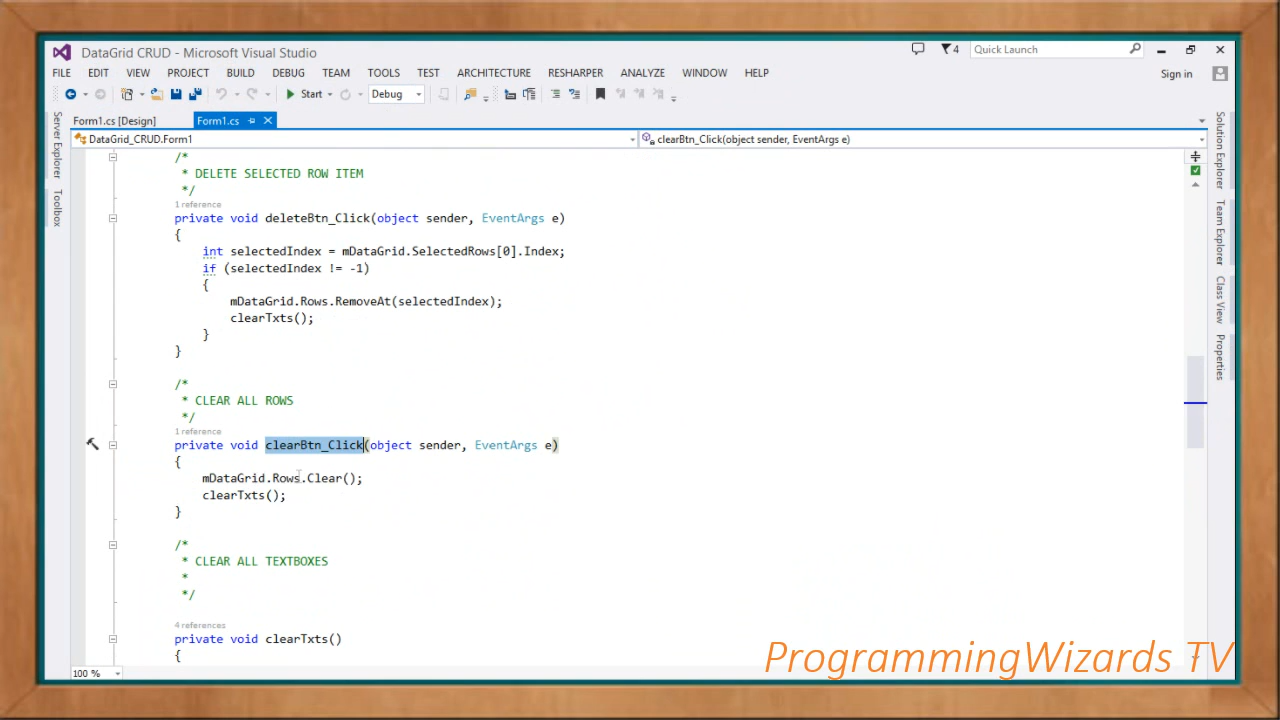 DataGrid CRUD - Microsoft Visual Studio
4
Quick Launch
FILE EDIT VIEW PROJECT BUILD DEBUG TEAM TOOLS TEST ARCHITECTURE RESHARPER ANALYZE WINDOW HELP
Sign in
Start
Debug
Form1.cs [Design]
Form1.cs
DataGrid_CRUD.Form1
clearBtn_Click(object sender, EventArgs e)
Server Explorer
Toolbox
Solution Explorer
Team Explorer
Class View
Properties
/*
* DELETE SELECTED ROW ITEM
*/
1 reference
private void deleteBtn_Click(object sender, EventArgs e)
{
int selectedIndex = mDataGrid.SelectedRows[0].Index;
if (selectedIndex != -1)
{
mDataGrid.Rows.RemoveAt(selectedIndex);
clearTxts();
}
}
/*
* CLEAR ALL ROWS
*/
1 reference
private void clearBtn_Click(object sender, EventArgs e)
{
mDataGrid.Rows.Clear();
clearTxts();
}
/*
* CLEAR ALL TEXTBOXES
*
*/
4 references
private void clearTxts()
{
ProgrammingWizards TV
100 %